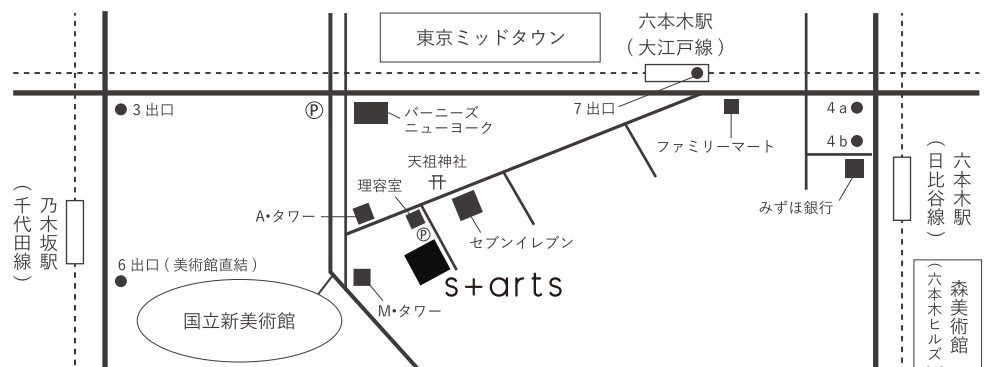 東京ミッドタウン
六本木駅
(大江戸線)
3 出口
Ⓟ
バーニーズ
ニューヨーク
7 出口
ファミリーマート
4a
4b
みずほ銀行
六本木駅
(日比谷線)
天祖神社
理容室
A・タワー
Ⓟ
セブンイレブン
乃木坂駅
(千代田線)
6 出口 (美術館直結)
s+arts
M・タワー
国立新美術館
森美術館
(六本木ヒルズ)